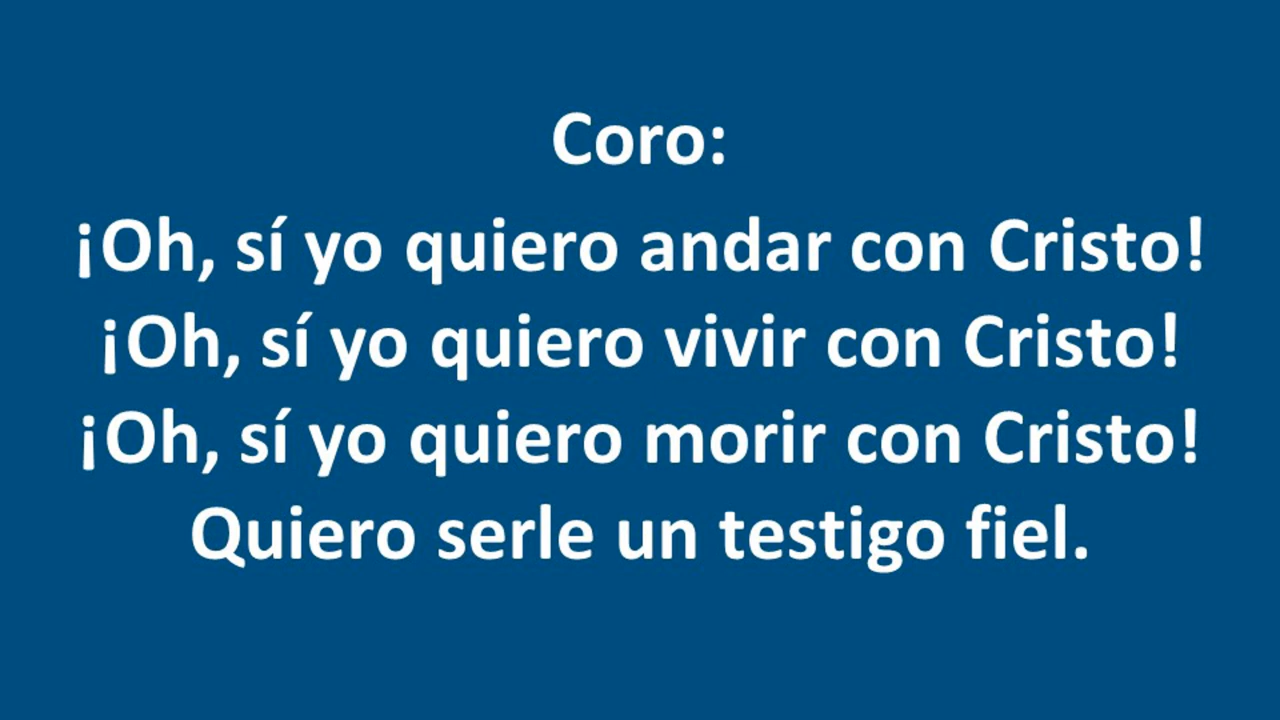 Coro:
¡Oh, sí yo quiero andar con Cristo!
¡Oh, sí yo quiero vivir con Cristo!
¡Oh, sí yo quiero morir con Cristo!
Quiero serle un testigo fiel.